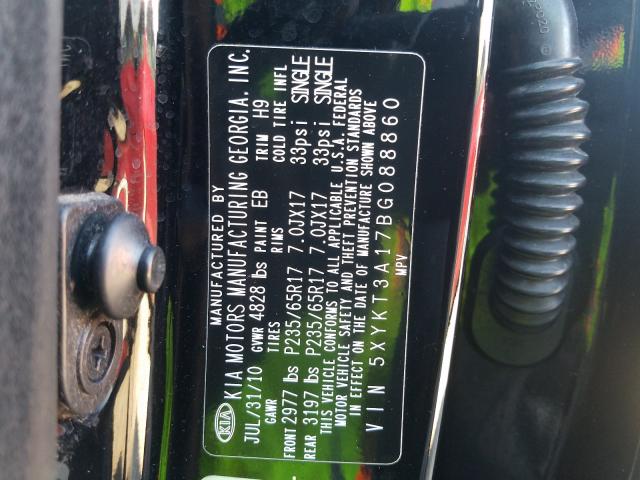 MANUFACTURED BY
KIA KIA MOTORS MANUFACTURING GEORGIA. INC.
JUL/31/10 GVWR 4828 lbs PAINT EB TRIM H9
GAWR TIRES RIMS COLD TIRE INFL
FRONT 2977 lbs P235/65R17 7.0JX17 33psi SINGLE
REAR 3197 lbs P235/65R17 7.0JX17 33psi SINGLE
THIS VEHICLE CONFORMS TO ALL APPLICABLE U.S.A. FEDERAL
MOTOR VEHICLE SAFETY AND THEFT PREVENTION STANDARDS
IN EFFECT ON THE DATE OF MANUFACTURE SHOWN ABOVE
VIN 5XYKT3A17BG088860
MPV